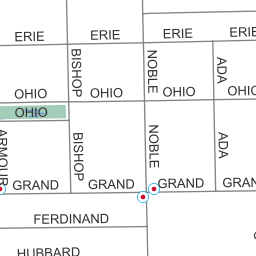 ERIE ERIE ERIE ERIE
BISHOP NOBLE ADA
OHIO OHIO OHIO OHIO
OHIO
ARMOUR BISHOP NOBLE ADA
GRAND GRAND GRAND GRAN
FERDINAND
HUBBARD